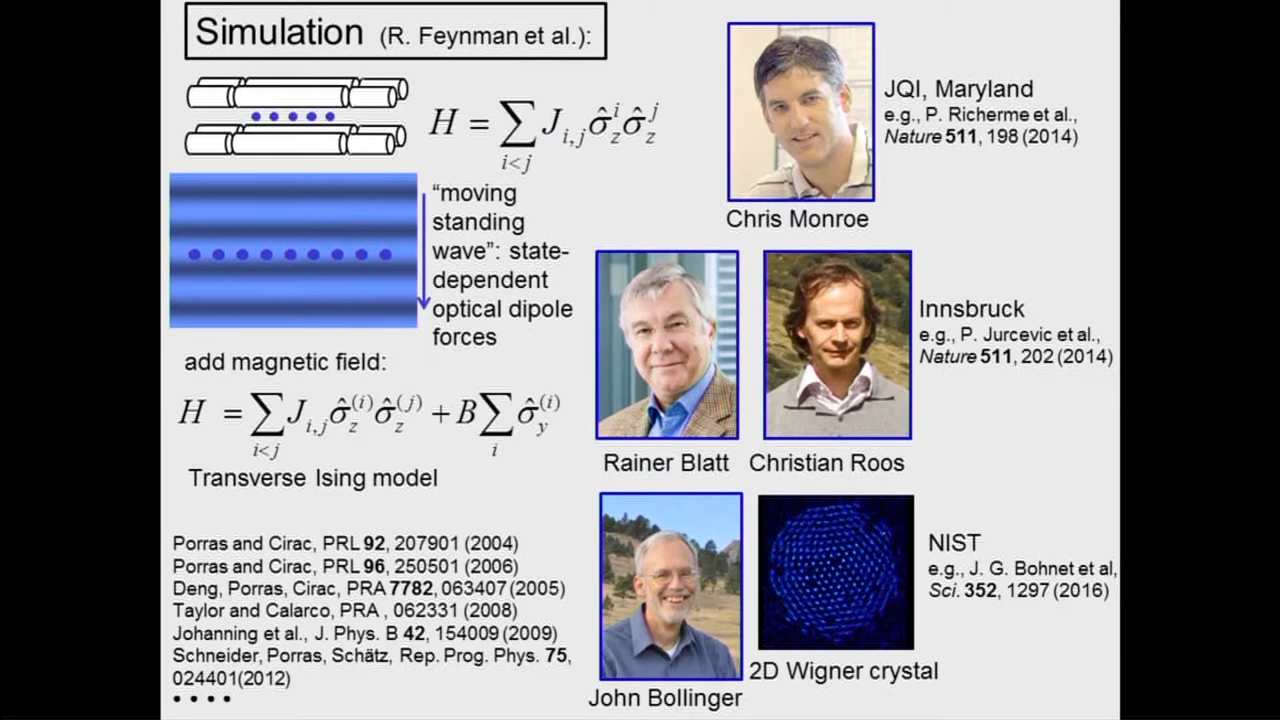 Simulation (R. Feynman et al.):
H = ∑ J_{i,j} σ̂_z^i σ̂_z^j
i<j
“moving
standing
wave”: state-
dependent
optical dipole
forces
add magnetic field:
H = ∑ J_{i,j} σ̂_z^{(i)} σ̂_z^{(j)} + B ∑ σ̂_y^{(i)}
i<j i
Transverse Ising model
Porras and Cirac, PRL 92, 207901 (2004)
Porras and Cirac, PRL 96, 250501 (2006)
Deng, Porras, Cirac, PRA 7782, 063407 (2005)
Taylor and Calarco, PRA , 062331 (2008)
Johanning et al., J. Phys. B 42, 154009 (2009)
Schneider, Porras, Schätz, Rep. Prog. Phys. 75,
024401(2012)
• • • •
JQI, Maryland
e.g., P. Richerme et al.,
Nature 511, 198 (2014)
Chris Monroe
Innsbruck
e.g., P. Jurcevic et al.,
Nature 511, 202 (2014)
Rainer Blatt Christian Roos
NIST
e.g., J. G. Bohnet et al,
Sci. 352, 1297 (2016)
2D Wigner crystal
John Bollinger